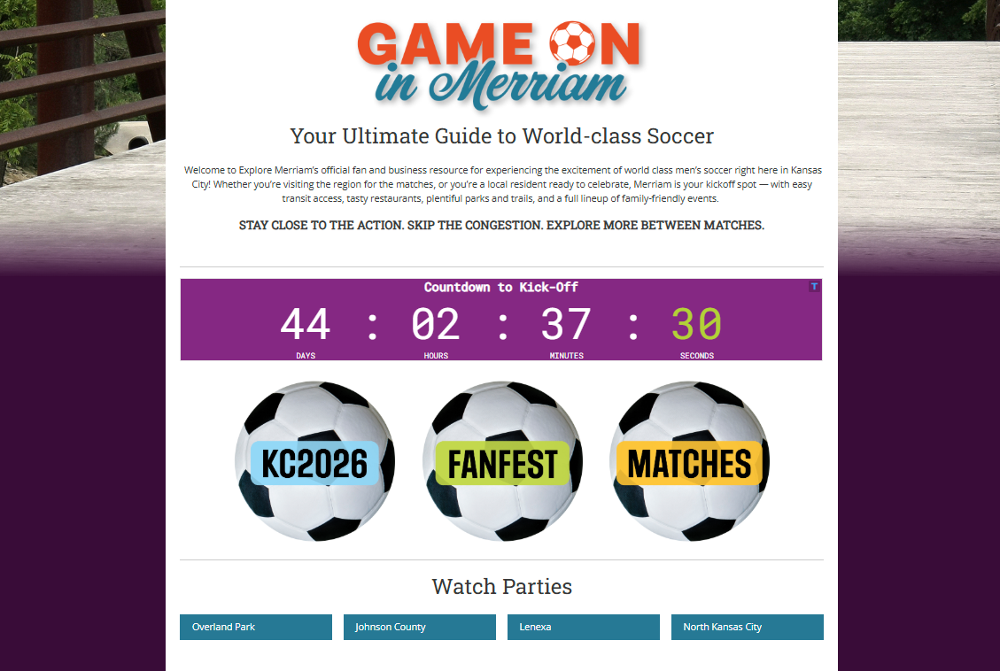 GAME ON
in Merriam
Your Ultimate Guide to World-class Soccer
Welcome to Explore Merriam's official fan and business resource for experiencing the excitement of world class men's soccer right here in Kansas
City! Whether you're visiting the region for the matches, or you're a local resident ready to celebrate, Merriam is your kickoff spot — with easy
transit access, tasty restaurants, plentiful parks and trails, and a full lineup of family-friendly events.
STAY CLOSE TO THE ACTION. SKIP THE CONGESTION. EXPLORE MORE BETWEEN MATCHES.
Countdown to Kick-Off
T
44 : 02 : 37 : 30
DAYS HOURS MINUTES SECONDS
KC2026 FANFEST MATCHES
Watch Parties
Overland Park Johnson County Lenexa North Kansas City